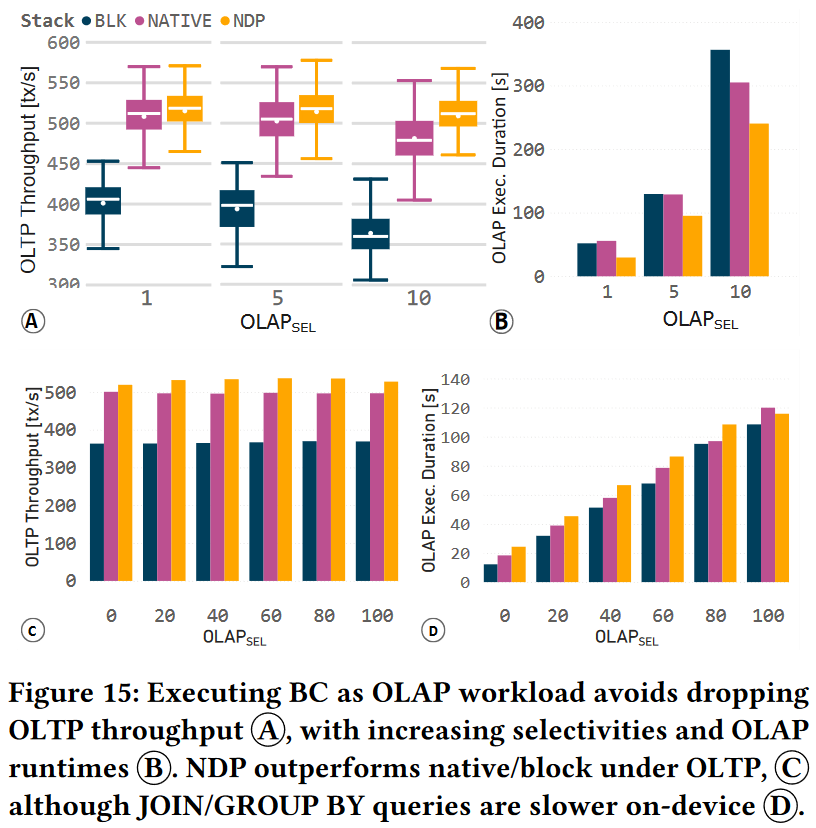 Stack BLK NATIVE NDP
OLTP Throughput [tx/s]
600
550
500
450
400
350
300
1 5 10
OLAPSEL
A
OLAP Exec. Duration [s]
400
300
200
100
0
1 5 10
OLAPSEL
B
OLTP Throughput [tx/s]
500
400
300
200
100
0
0 20 40 60 80 100
OLAPSEL
C
OLAP Exec. Duration [s]
140
120
100
80
60
40
20
0
0 20 40 60 80 100
OLAPSEL
D
Figure 15: Executing BC as OLAP workload avoids dropping
OLTP throughput Ⓐ, with increasing selectivities and OLAP
runtimes Ⓑ. NDP outperforms native/block under OLTP, Ⓒ
although JOIN/GROUP BY queries are slower on-device Ⓓ.